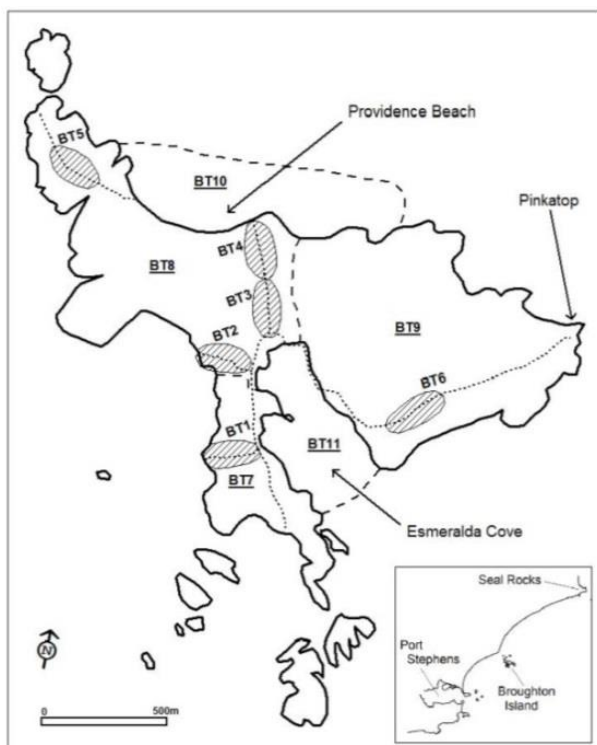 Providence Beach
BT5
BT10
Pinkatop
BT4
BT8
BT3
BT9
BT2
BT6
BT1
BT11
BT7
Esmeralda Cove
Seal Rocks
Port
Stephens
Broughton
Island
N
0
500m